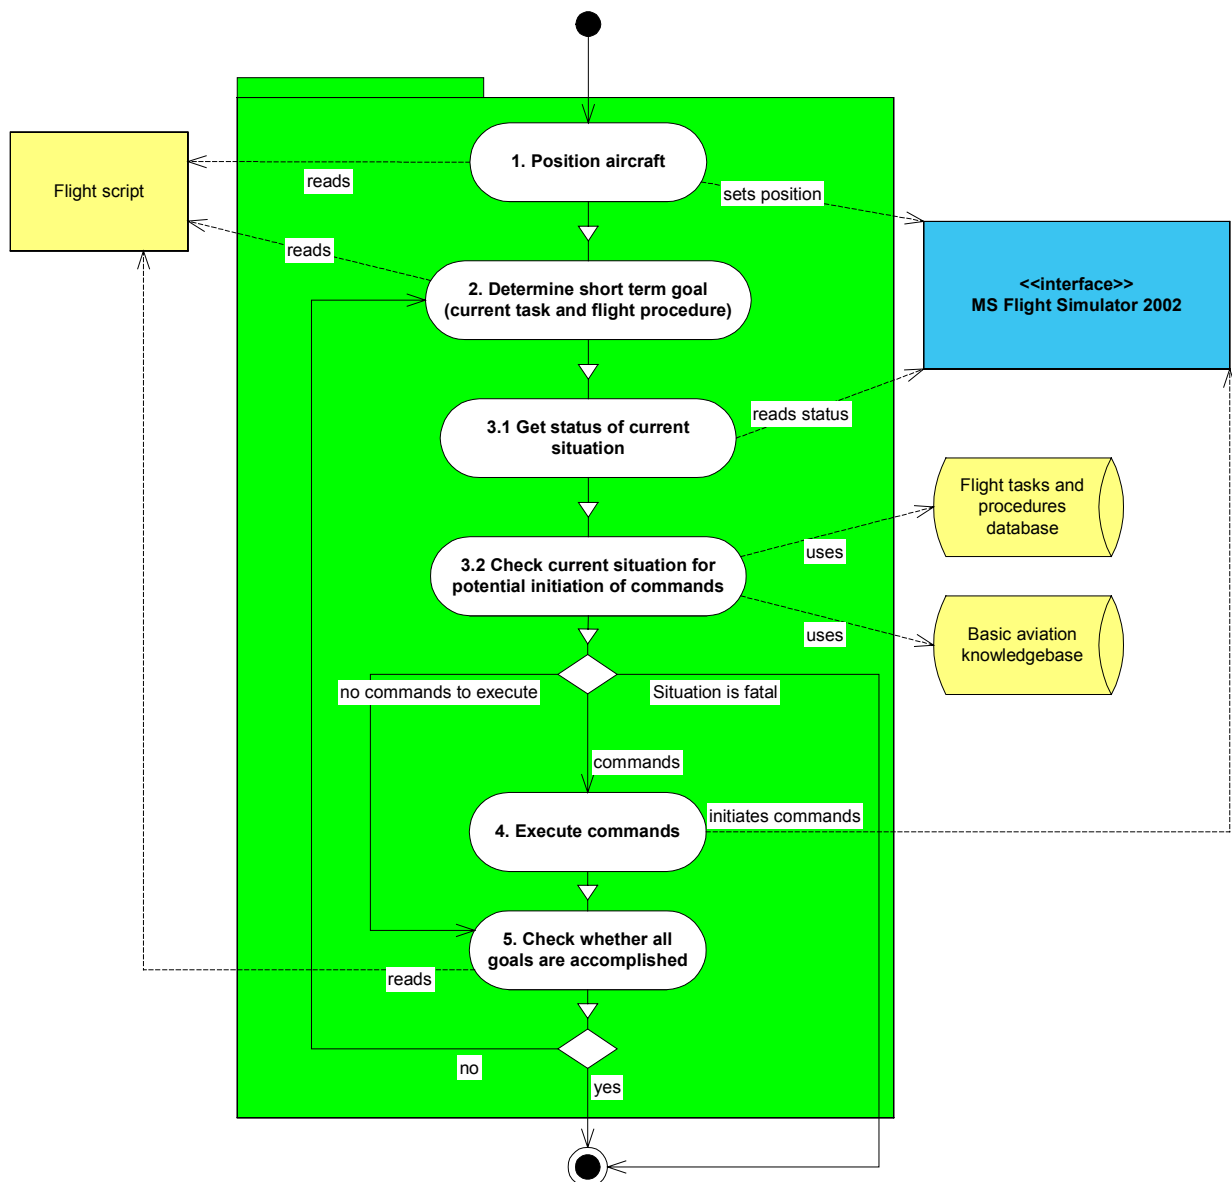 1. Position aircraft
Flight script
reads
sets position
reads
2. Determine short term goal
(current task and flight procedure)
<<interface>>
MS Flight Simulator 2002
3.1 Get status of current
situation
reads status
Flight tasks and
procedures
database
3.2 Check current situation for
potential initiation of commands
uses
uses
Basic aviation
knowledgebase
no commands to execute
Situation is fatal
commands
4. Execute commands
initiates commands
5. Check whether all
goals are accomplished
reads
no
yes